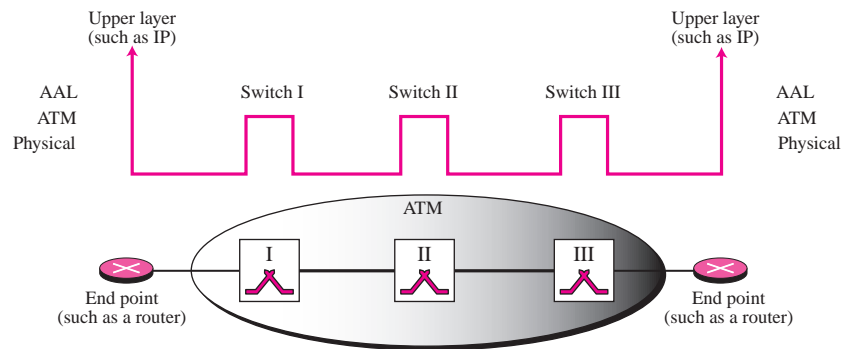 Upper layer
(such as IP)
Upper layer
(such as IP)
AAL
ATM
Physical
Switch I
Switch II
Switch III
AAL
ATM
Physical
ATM
I
II
III
End point
(such as a router)
End point
(such as a router)